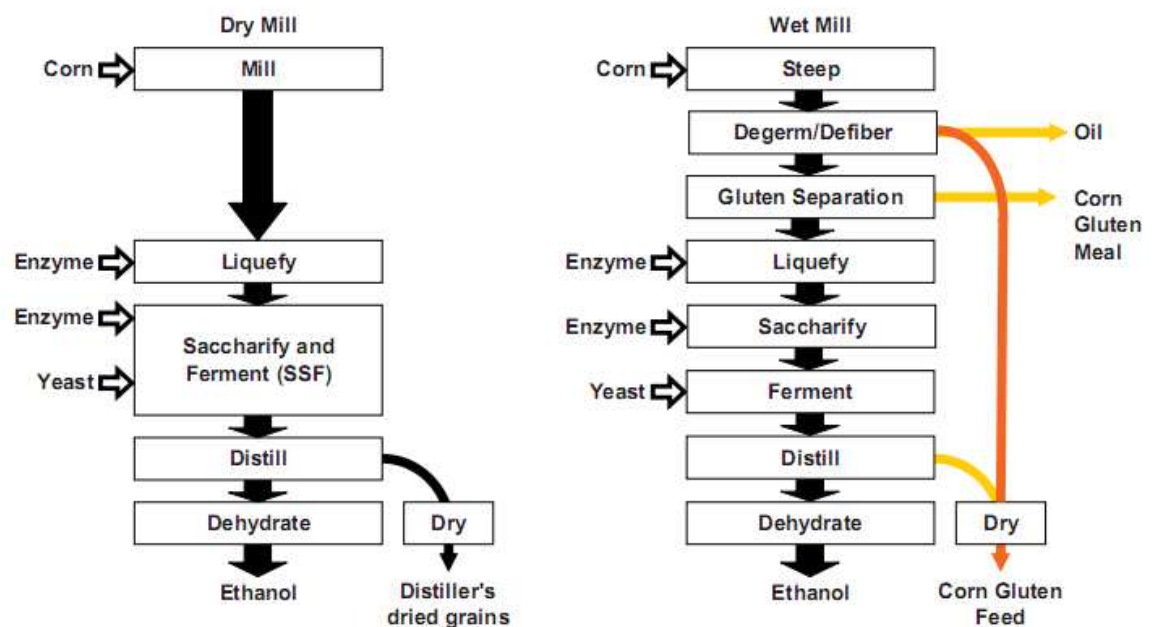 Dry Mill
Corn
Mill
Enzyme
Liquefy
Enzyme
Yeast
Saccharify and
Ferment (SSF)
Distill
Dehydrate
Dry
Ethanol
Distiller's
dried grains
Wet Mill
Corn
Steep
Degerm/Defiber
Oil
Gluten Separation
Corn
Gluten
Meal
Enzyme
Liquefy
Enzyme
Saccharify
Yeast
Ferment
Distill
Dehydrate
Dry
Ethanol
Corn Gluten
Feed